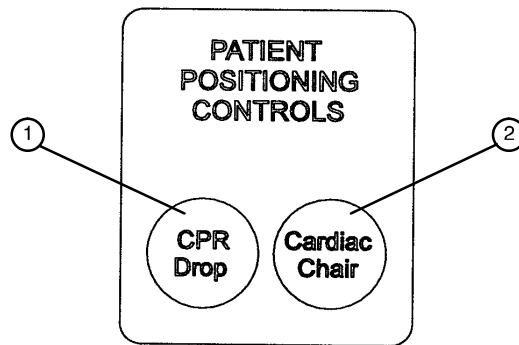 PATIENT
POSITIONING
CONTROLS
1
2
CPR
Drop
Cardiac
Chair